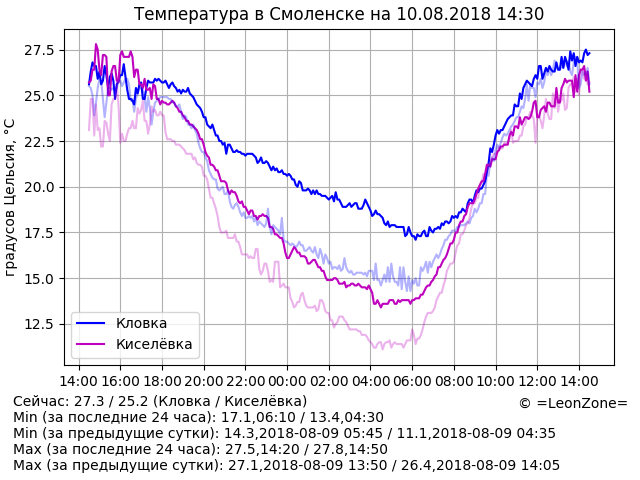 Температура в Смоленске на 10.08.2018 14:30
градусов Цельсия, °C
27.5
25.0
22.5
20.0
17.5
15.0
12.5
Кловка
Киселёвка
14:00 16:00 18:00 20:00 22:00 00:00 02:00 04:00 06:00 08:00 10:00 12:00 14:00
Сейчас: 27.3 / 25.2 (Кловка / Киселёвка)
© =LeonZone=
Min (за последние 24 часа): 17.1,06:10 / 13.4,04:30
Min (за предыдущие сутки): 14.3,2018-08-09 05:45 / 11.1,2018-08-09 04:35
Max (за последние 24 часа): 27.5,14:20 / 27.8,14:50
Max (за предыдущие сутки): 27.1,2018-08-09 13:50 / 26.4,2018-08-09 14:05